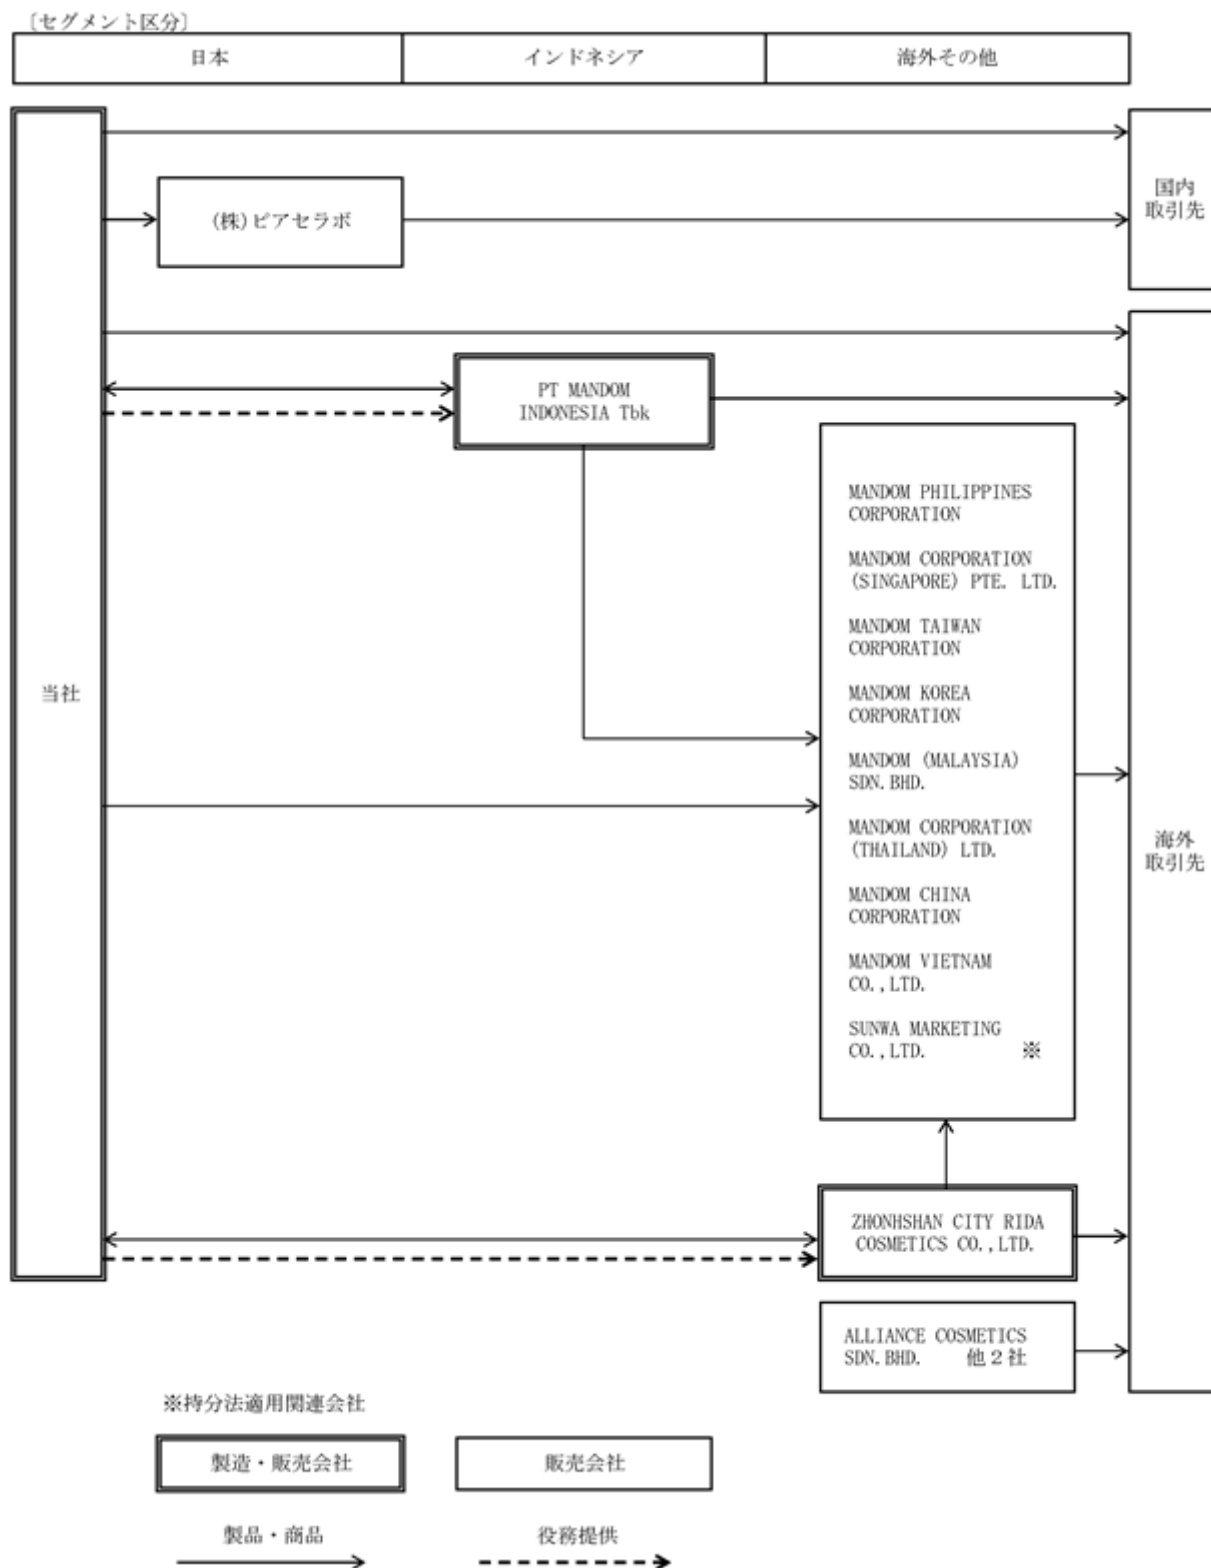 〔セグメント区分〕
日本
インドネシア
海外その他
国内
取引先
(株)ピアセラボ
PT MANDOM
INDONESIA Tbk
MANDOM PHILIPPINES
CORPORATION
MANDOM CORPORATION
(SINGAPORE) PTE. LTD.
MANDOM TAIWAN
CORPORATION
MANDOM KOREA
CORPORATION
当社
MANDOM (MALAYSIA)
SDN.BHD.
MANDOM CORPORATION
(THAILAND) LTD.
海外
取引先
MANDOM CHINA
CORPORATION
MANDOM VIETNAM
CO.,LTD.
SUNWA MARKETING
CO.,LTD. ※
ZHONHSHAN CITY RIDA
COSMETICS CO.,LTD.
ALLIANCE COSMETICS
SDN.BHD. 他2社
※持分法適用関連会社
製造・販売会社
販売会社
製品・商品
役務提供